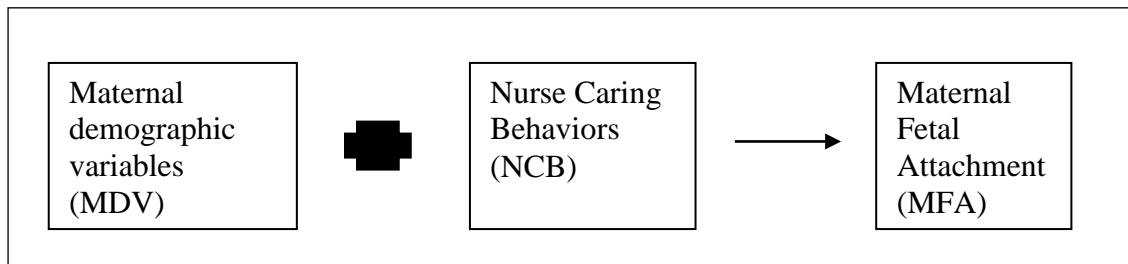 Maternal
demographic
variables
(MDV)
Nurse Caring
Behaviors
(NCB)
Maternal
Fetal
Attachment
(MFA)